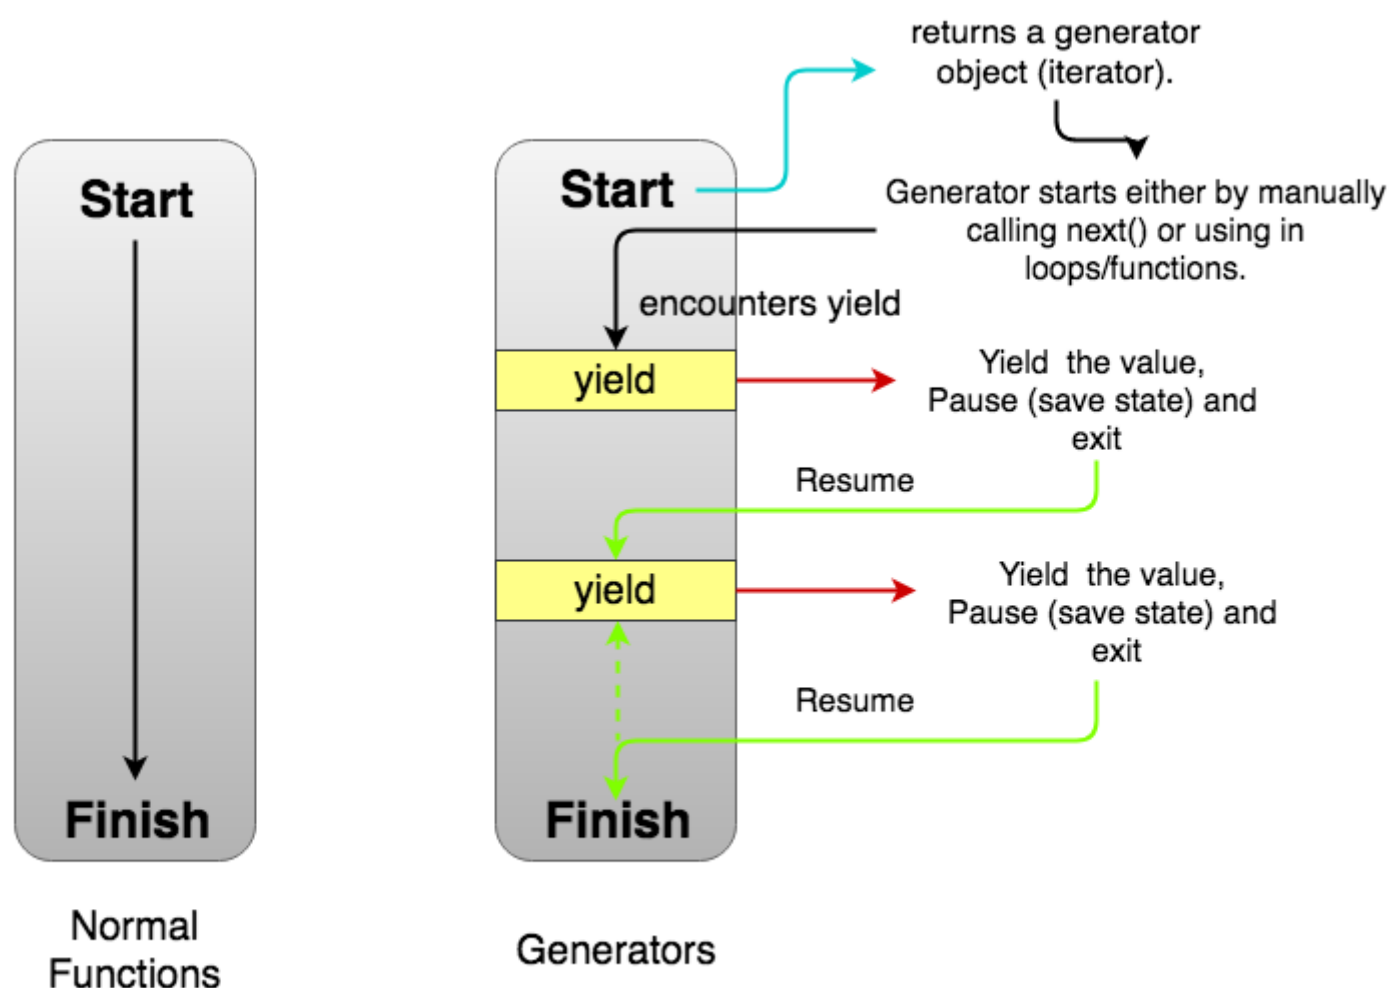 returns a generator
object (iterator).
Start
Start
Generator starts either by manually
calling next() or using in
loops/functions.
encounters yield
yield
Yield  the value,
Pause (save state) and
exit
Resume
yield
Yield  the value,
Pause (save state) and
exit
Resume
Finish
Finish
Normal
Functions
Generators